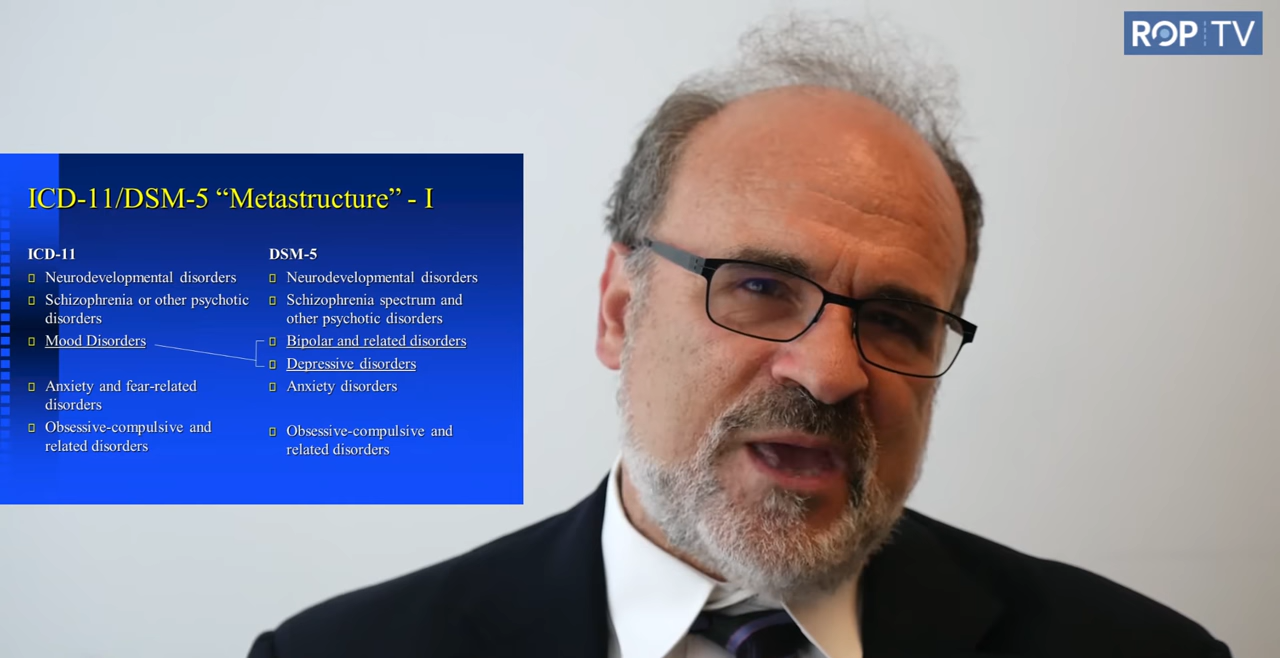 ROP TV
ICD-11/DSM-5 “Metastructure” - I
ICD-11
Neurodevelopmental disorders
Schizophrenia or other psychotic
disorders
Mood Disorders
Anxiety and fear-related
disorders
Obsessive-compulsive and
related disorders
DSM-5
Neurodevelopmental disorders
Schizophrenia spectrum and
other psychotic disorders
Bipolar and related disorders
Depressive disorders
Anxiety disorders
Obsessive-compulsive and
related disorders